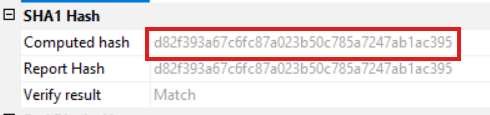 SHA1 Hash
Computed hash d82f393a67c6fc87a023b50c785a7247ab1ac395
Report Hash d82f393a67c6fc87a023b50c785a7247ab1ac395
Verify result Match